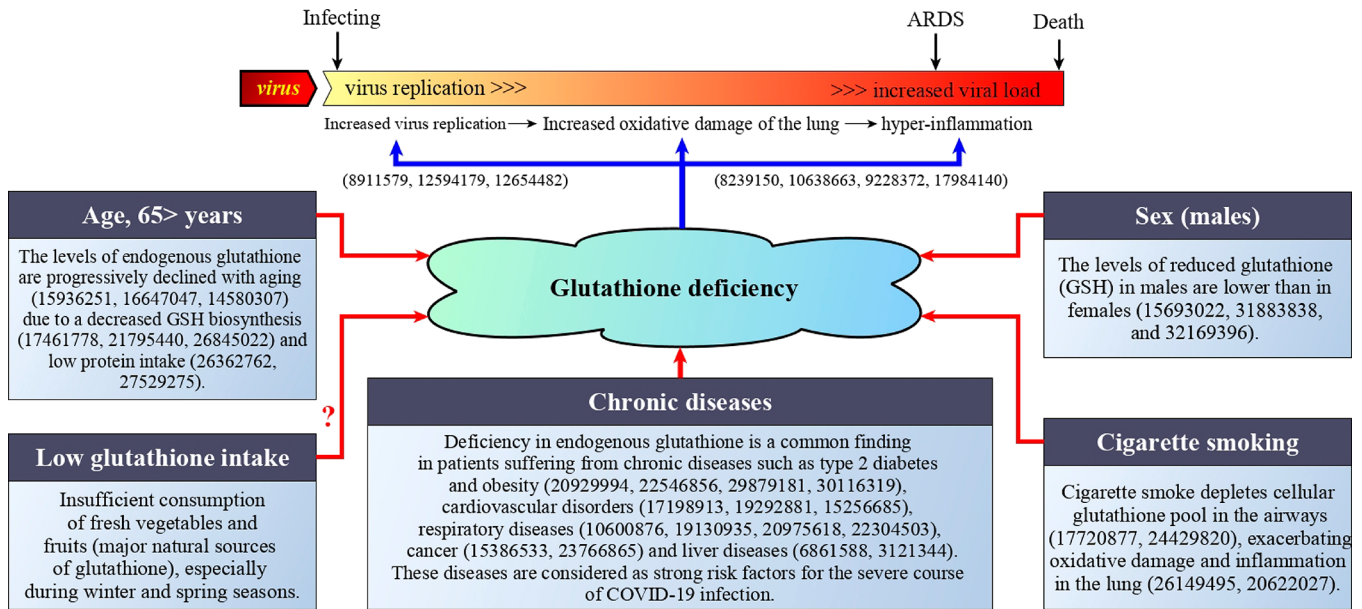 Infecting
ARDS
Death
virus
virus replication >>>
>>> increased viral load
Increased virus replication
Increased oxidative damage of the lung
hyper-inflammation
(8911579, 12594179, 12654482)
(8239150, 10638663, 9228372, 17984140)
Age, 65> years
The levels of endogenous glutathione
are progressively declined with aging
(15936251, 16647047, 14580307)
due to a decreased GSH biosynthesis
(17461778, 21795440, 26845022) and
low protein intake (26362762,
27529275).
Glutathione deficiency
Sex (males)
The levels of reduced glutathione
(GSH) in males are lower than in
females (15693022, 31883838,
and 32169396).
?
Low glutathione intake
Insufficient consumption
of fresh vegetables and
fruits (major natural sources
of glutathione), especially
during winter and spring seasons.
Chronic diseases
Deficiency in endogenous glutathione is a common finding
in patients suffering from chronic diseases such as type 2 diabetes
and obesity (20929994, 22546856, 29879181, 30116319),
cardiovascular disorders (17198913, 19292881, 15256685),
respiratory diseases (10600876, 19130935, 20975618, 22304503),
cancer (15386533, 23766865) and liver diseases (6861588, 3121344).
These diseases are considered as strong risk factors for the severe course
of COVID-19 infection.
Cigarette smoking
Cigarette smoke depletes cellular
glutathione pool in the airways
(17720877, 24429820), exacerbating
oxidative damage and inflammation
in the lung (26149495, 20622027).